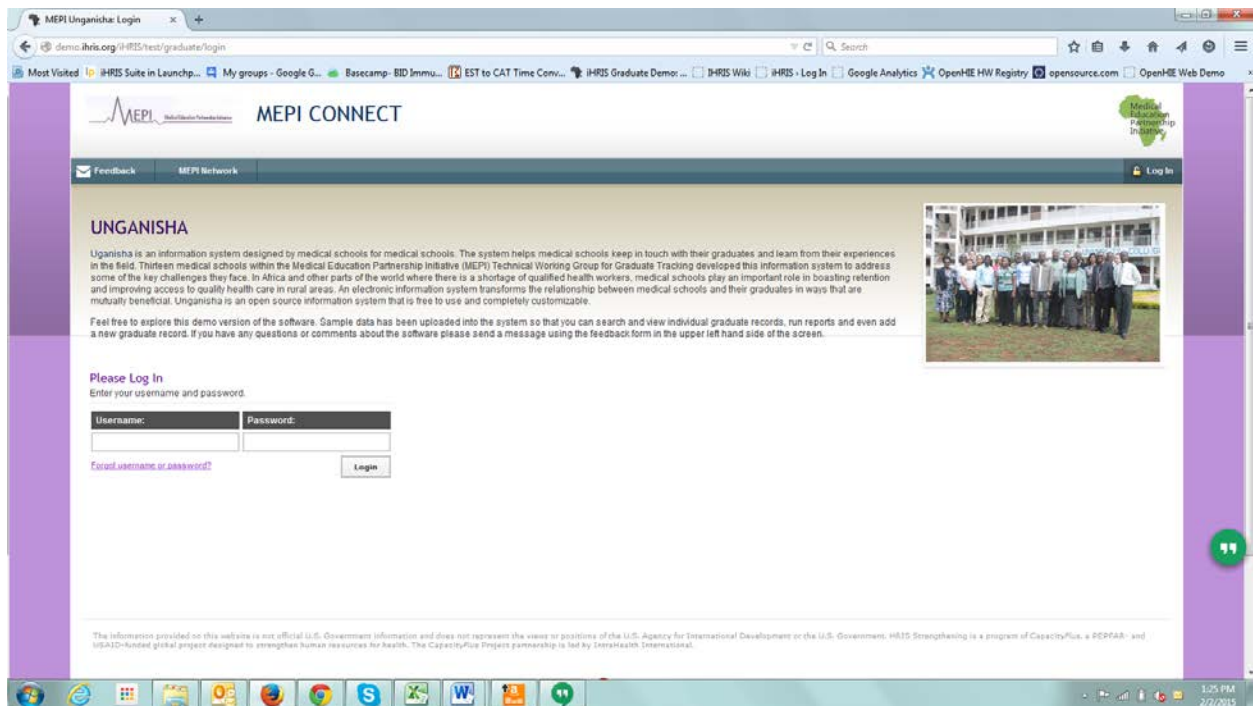 MEPI Unganisha: Login
demo.ihris.org/iHRIS/test/graduate/login
Search
Most Visited
iHRIS Suite in Launchp...
My groups - Google G...
Basecamp- BID Immu...
EST to CAT Time Conv...
iHRIS Graduate Demo: ...
IHRIS Wiki
iHRIS › Log In
Google Analytics
OpenHIE HW Registry
opensource.com
OpenHIE Web Demo
MEPI
MEPI CONNECT
Medical
Education
Partnership
Initiative
Feedback
MEPI Network
Log In
UNGANISHA
Uganisha is an information system designed by medical schools for medical schools. The system helps medical schools keep in touch with their graduates and learn from their experiences
in the field. Thirteen medical schools within the Medical Education Partnership Initiative (MEPI) Technical Working Group for Graduate Tracking developed this information system to address
some of the key challenges they face. In Africa and other parts of the world where there is a shortage of qualified health workers, medical schools play an important role in boasting retention
and improving access to quality health care in rural areas. An electronic information system transforms the relationship between medical schools and their graduates in ways that are
mutually beneficial. Unganisha is an open source information system that is free to use and completely customizable.
Feel free to explore this demo version of the software. Sample data has been uploaded into the system so that you can search and view individual graduate records, run reports and even add
a new graduate record. If you have any questions or comments about the software please send a message using the feedback form in the upper left hand side of the screen.
Please Log In
Enter your username and password.
Username:
Password:
Forgot username or password?
Login
The information provided on this website is not official U.S. Government information and does not represent the views or positions of the U.S. Agency for International Development or the U.S. Government. HRIS Strengthening is a program of CapacityPlus, a PEPFAR- and
USAID-funded global project designed to strengthen human resources for health. The CapacityPlus Project partnership is led by IntraHealth International.
1:25 PM
2/2/2015